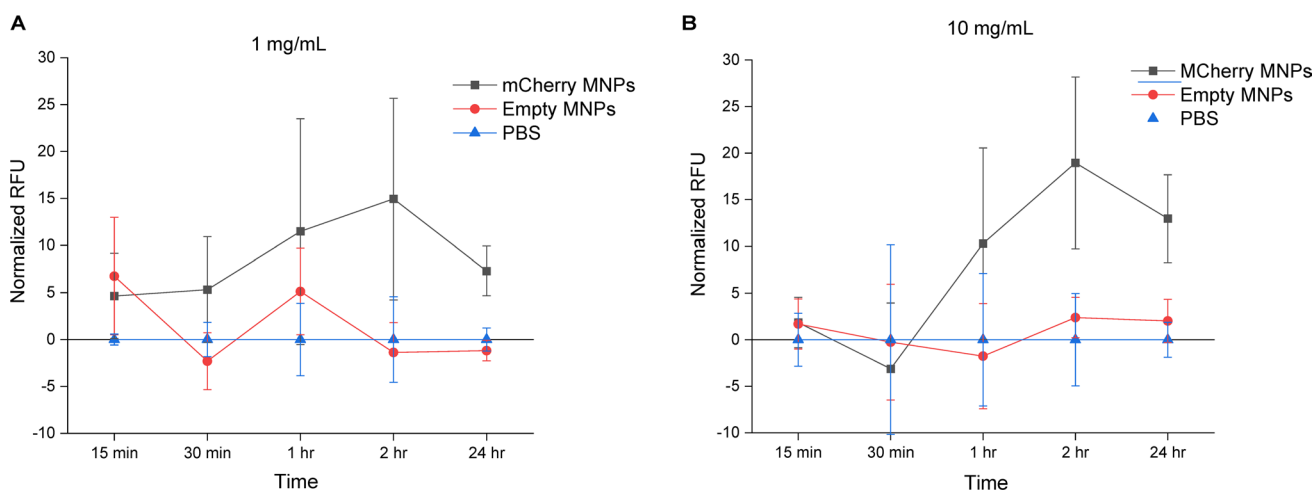 A
1 mg/mL
30
25
20
15
10
5
0
-5
-10
Normalized RFU
mCherry MNPs
Empty MNPs
PBS
15 min
30 min
1 hr
2 hr
24 hr
Time
B
10 mg/mL
30
25
20
15
10
5
0
-5
-10
Normalized RFU
MCherry MNPs
Empty MNPs
PBS
15 min
30 min
1 hr
2 hr
24 hr
Time